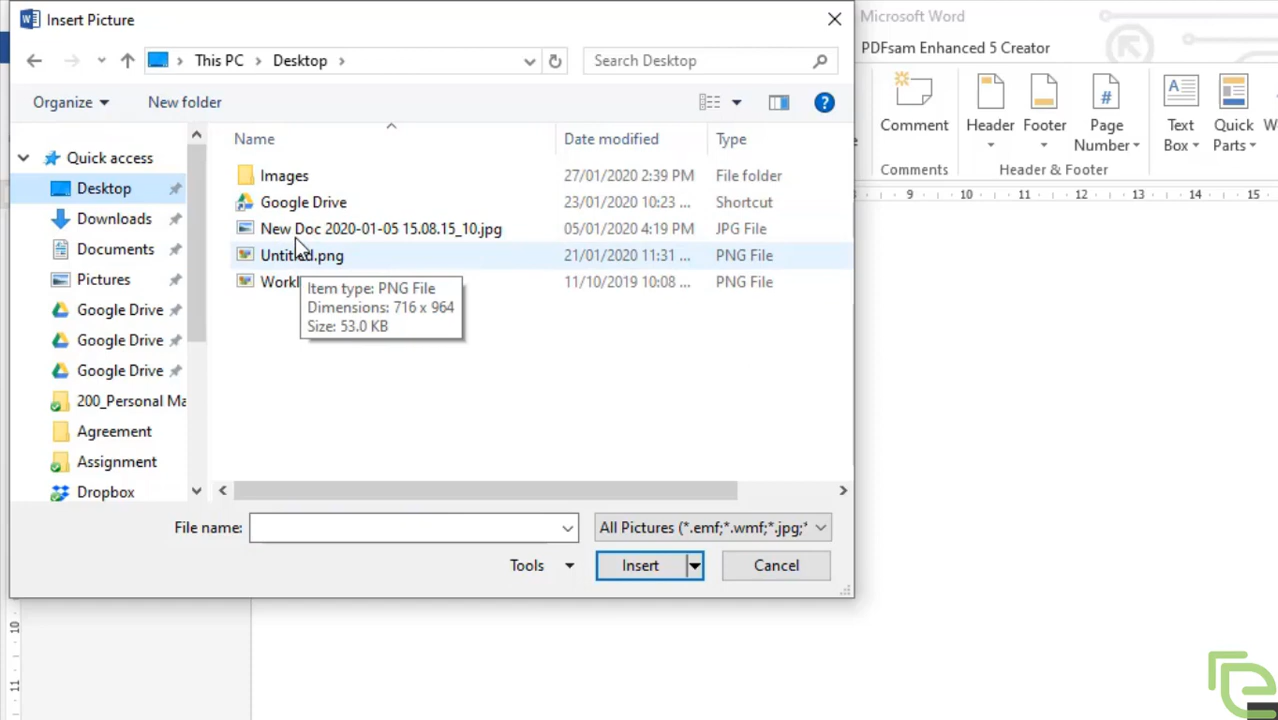 Insert Picture
Microsoft Word
PDFsam Enhanced 5 Creator
This PC
Desktop
Search Desktop
Organize
New folder
Comment
Header
Footer
Page Number
Text Box
Quick Parts
Comments
Header & Footer
Name
Date modified
Type
Quick access
Desktop
Downloads
Documents
Pictures
Google Drive
Google Drive
Google Drive
200_Personal Ma
Agreement
Assignment
Dropbox
Images 27/01/2020 2:39 PM File folder
Google Drive 23/01/2020 10:23 ... Shortcut
New Doc 2020-01-05 15.08.15_10.jpg 05/01/2020 4:19 PM JPG File
Untitled.png 21/01/2020 11:31 ... PNG File
11/10/2019 10:08 ... PNG File
Item type: PNG File
Dimensions: 716 x 964
Size: 53.0 KB
9 10 11 12 13 14 15
File name:
All Pictures (*.emf;*.wmf;*.jpg;*
Tools
Insert
Cancel
10
11